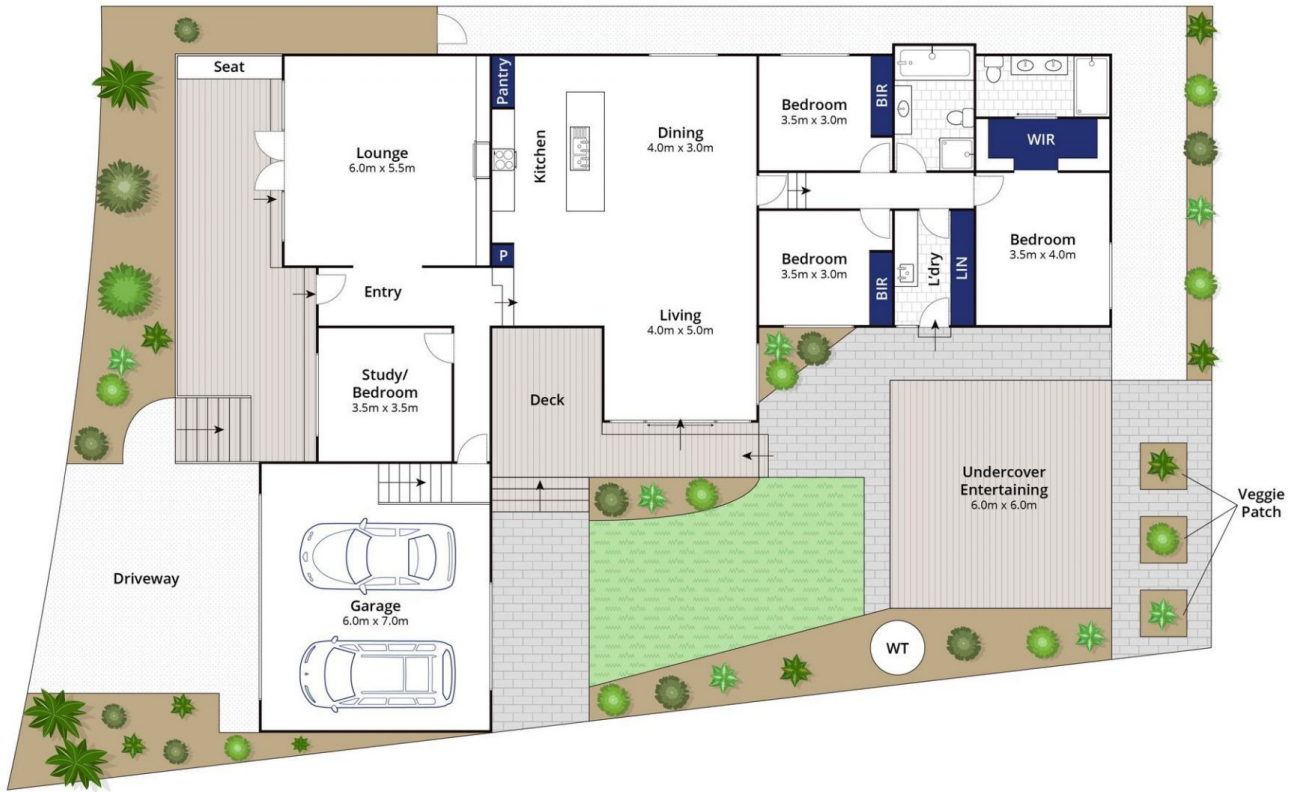 Seat
Lounge
6.0m x 5.5m
Pantry
Kitchen
P
Dining
4.0m x 3.0m
Living
4.0m x 5.0m
Bedroom
3.5m x 3.0m
BIR
WIR
Bedroom
3.5m x 3.0m
BIR
L'dry
LIN
Bedroom
3.5m x 4.0m
Entry
Study/
Bedroom
3.5m x 3.5m
Deck
Undercover
Entertaining
6.0m x 6.0m
Veggie
Patch
Driveway
Garage
6.0m x 7.0m
WT